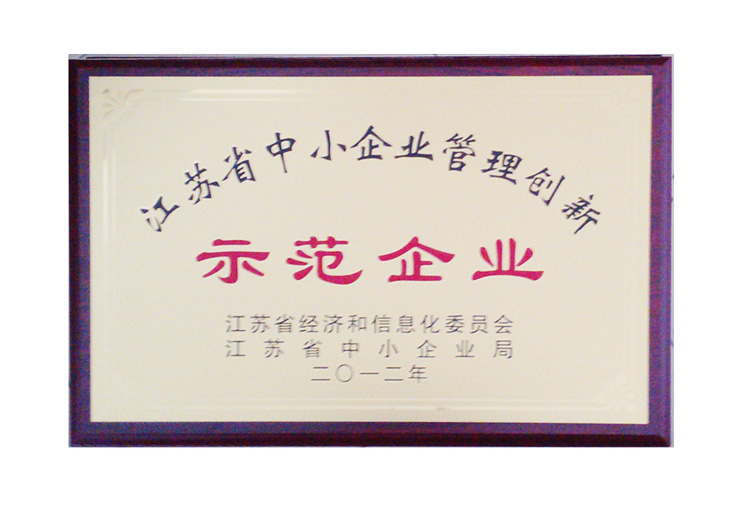 江苏省中小企业管理创新
示范企业
江苏省经济和信息化委员会
江苏省中小企业局
二〇一二年